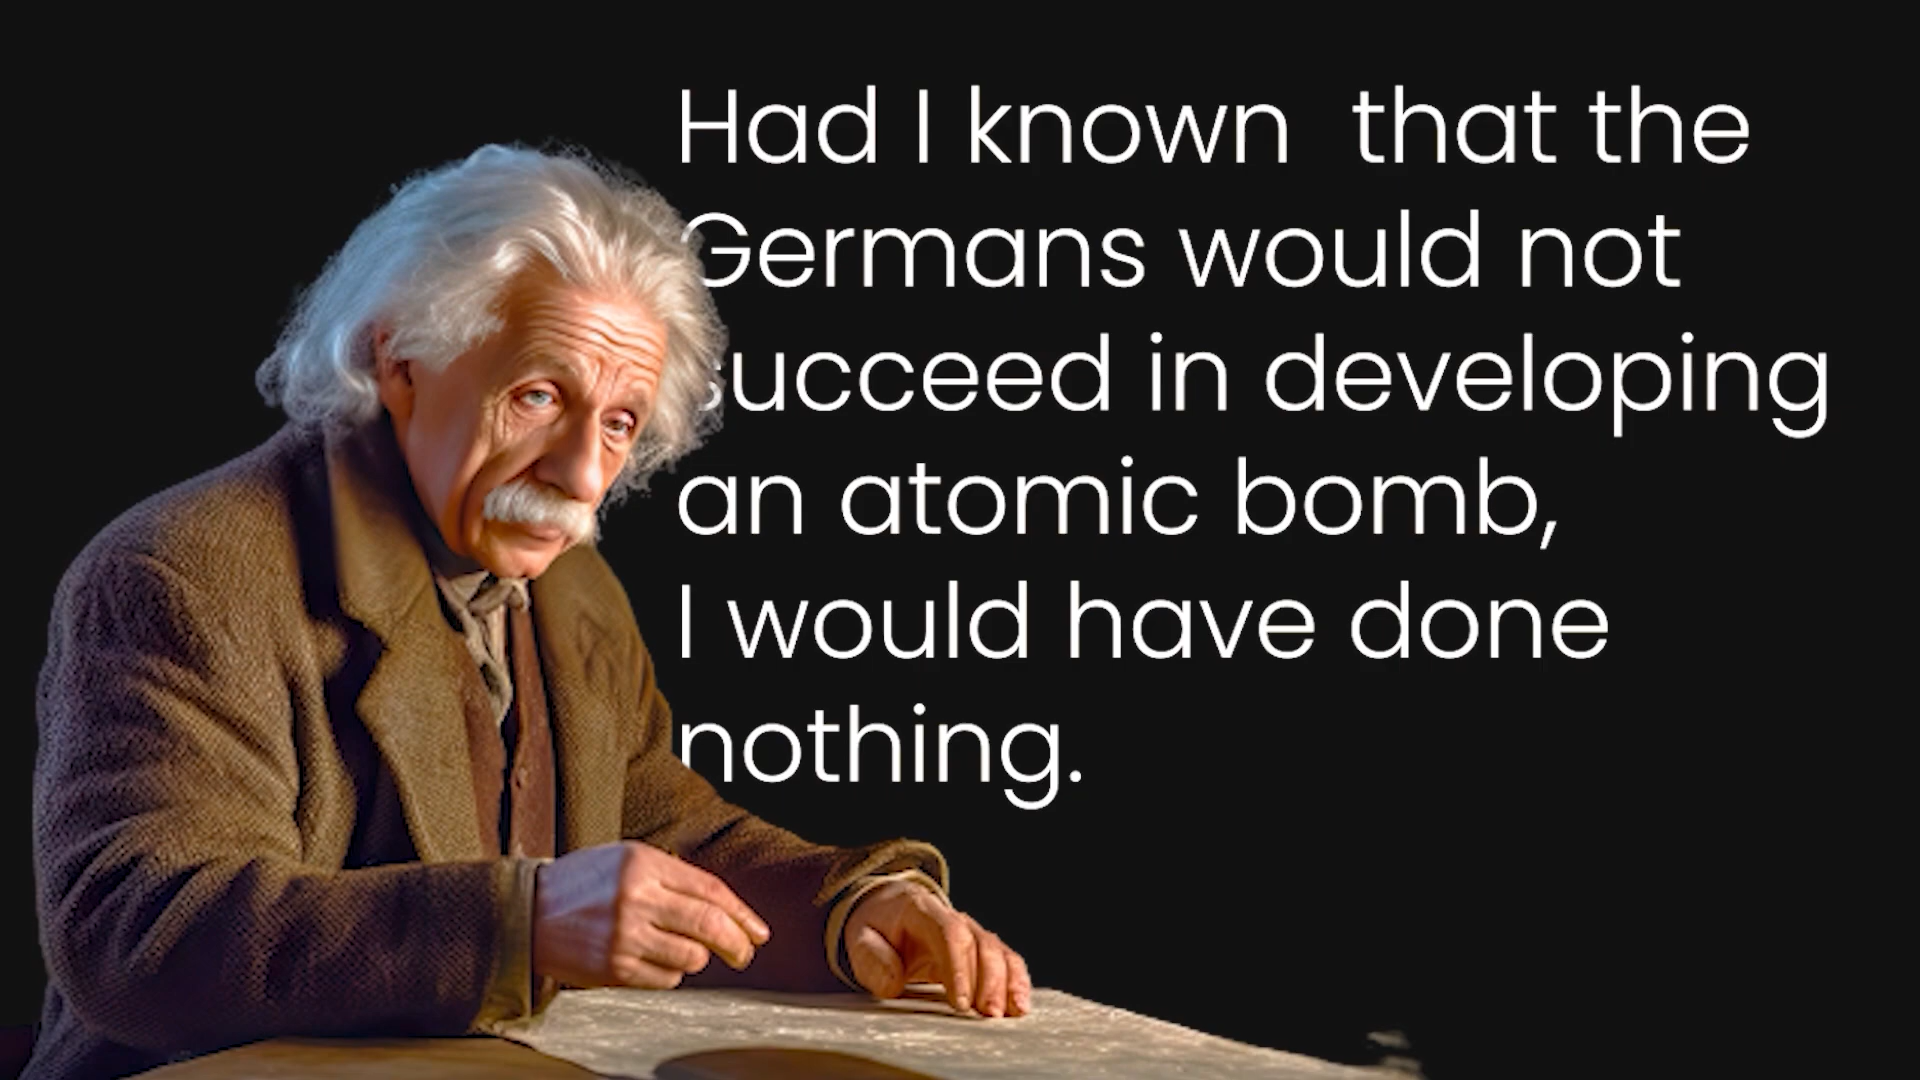 Had I known  that the
Germans would not
succeed in developing
an atomic bomb,
I would have done
nothing.